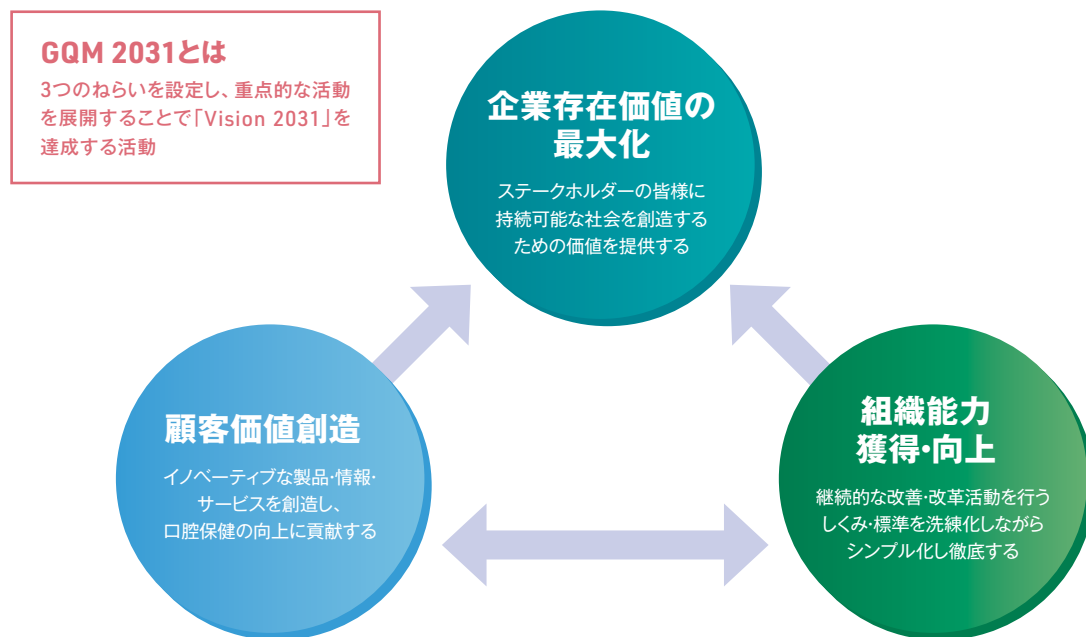 GQM 2031とは
3つのねらいを設定し、重点的な活動
を展開することで「Vision 2031」を
達成する活動
企業存在価値の
最大化
ステークホルダーの皆様に
持続可能な社会を創造する
ための価値を提供する
顧客価値創造
イノベーティブな製品・情報・
サービスを創造し、
口腔保健の向上に貢献する
組織能力
獲得・向上
継続的な改善・改革活動を行う
しくみ・標準を洗練化しながら
シンプル化し徹底する